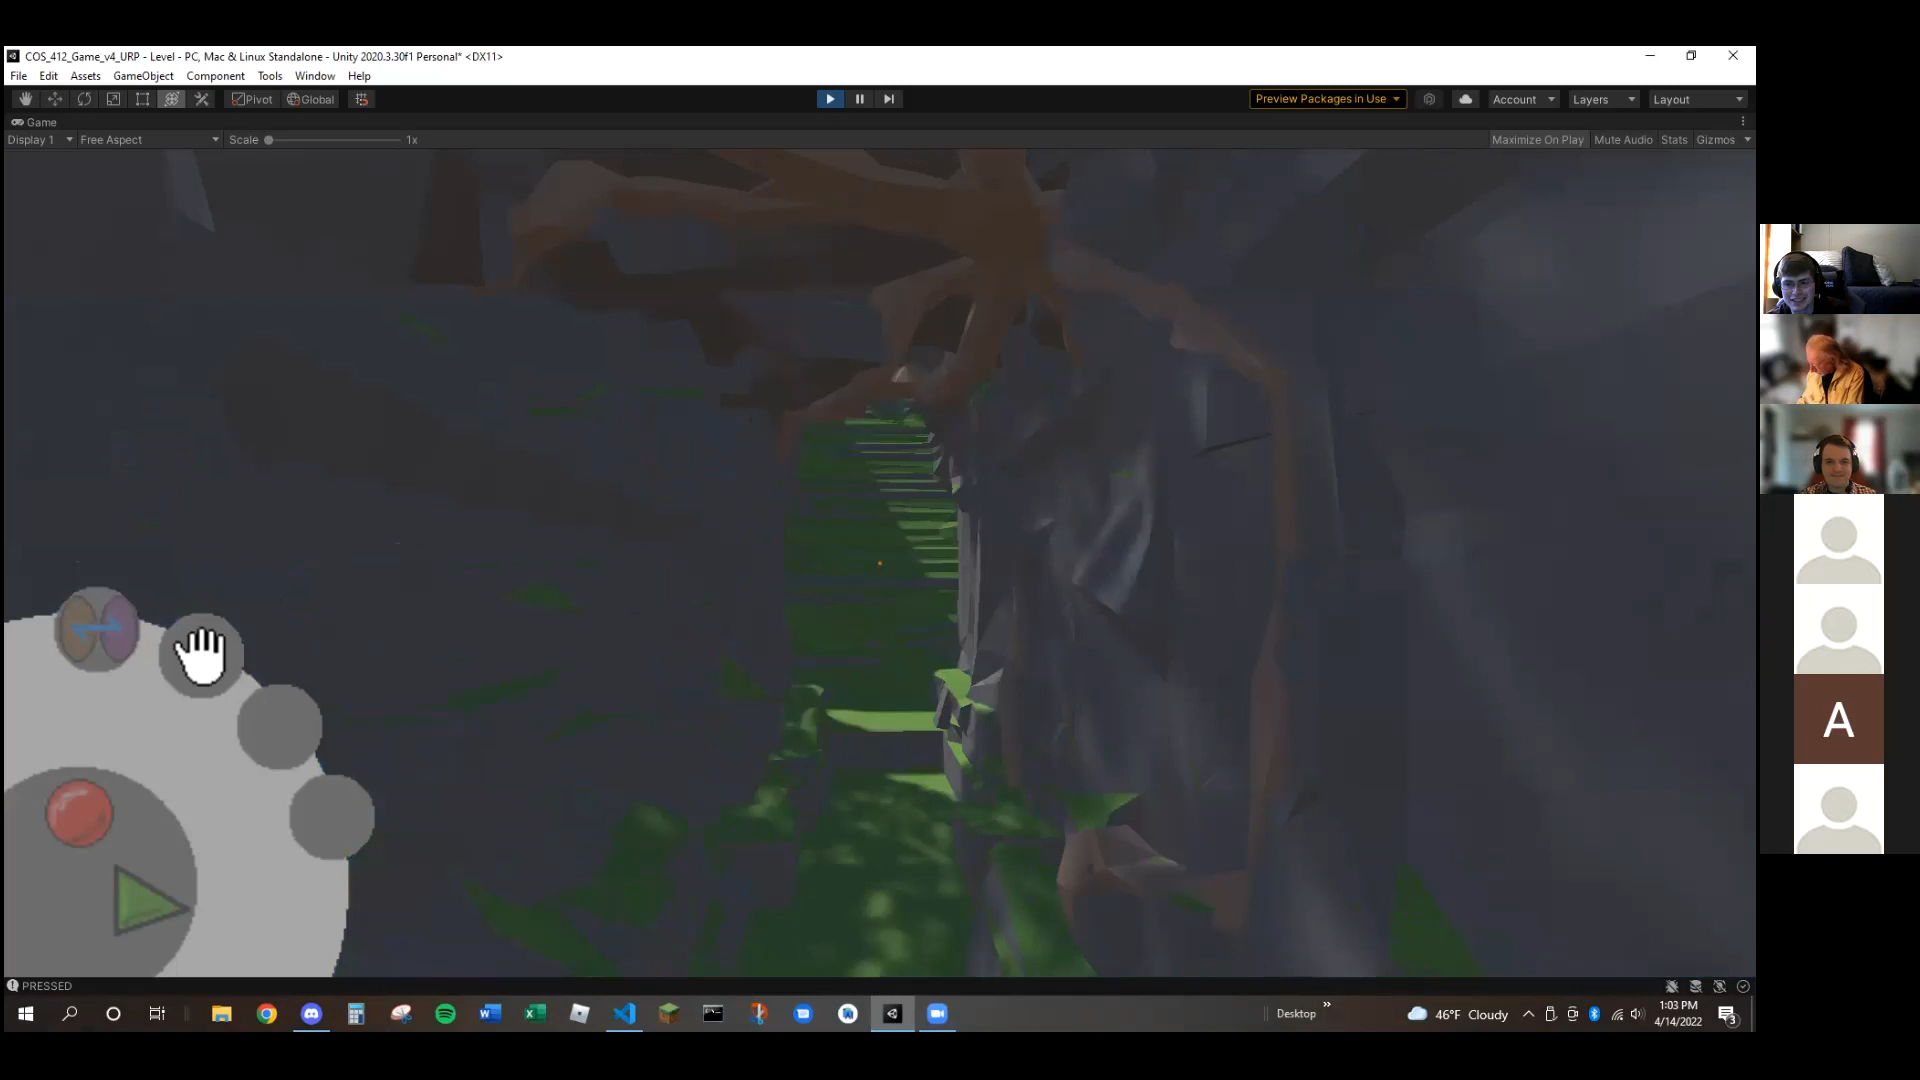 COS_412_Game_v4_URP - Level - PC, Mac & Linux Standalone - Unity 2020.3.30f1 Personal* <DX11>
File Edit Assets GameObject Component Tools Window Help
Pivot Global Preview Packages in Use Account Layers Layout
Game
Display 1 Free Aspect Scale 1x Maximize On Play Mute Audio Stats Gizmos
A
PRESSED
Desktop 46°F Cloudy 1:03 PM
4/14/2022
3